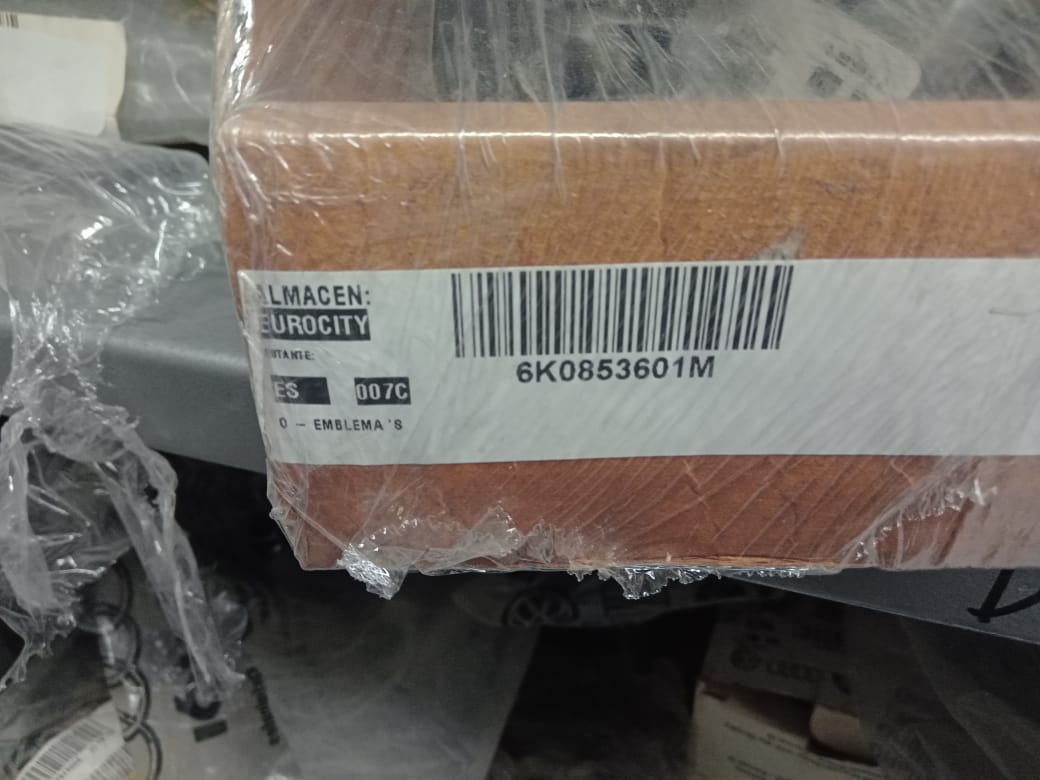 ALMACEN:
EUROCITY
ES 007C
O - EMBLEMA'S
6K0853601M